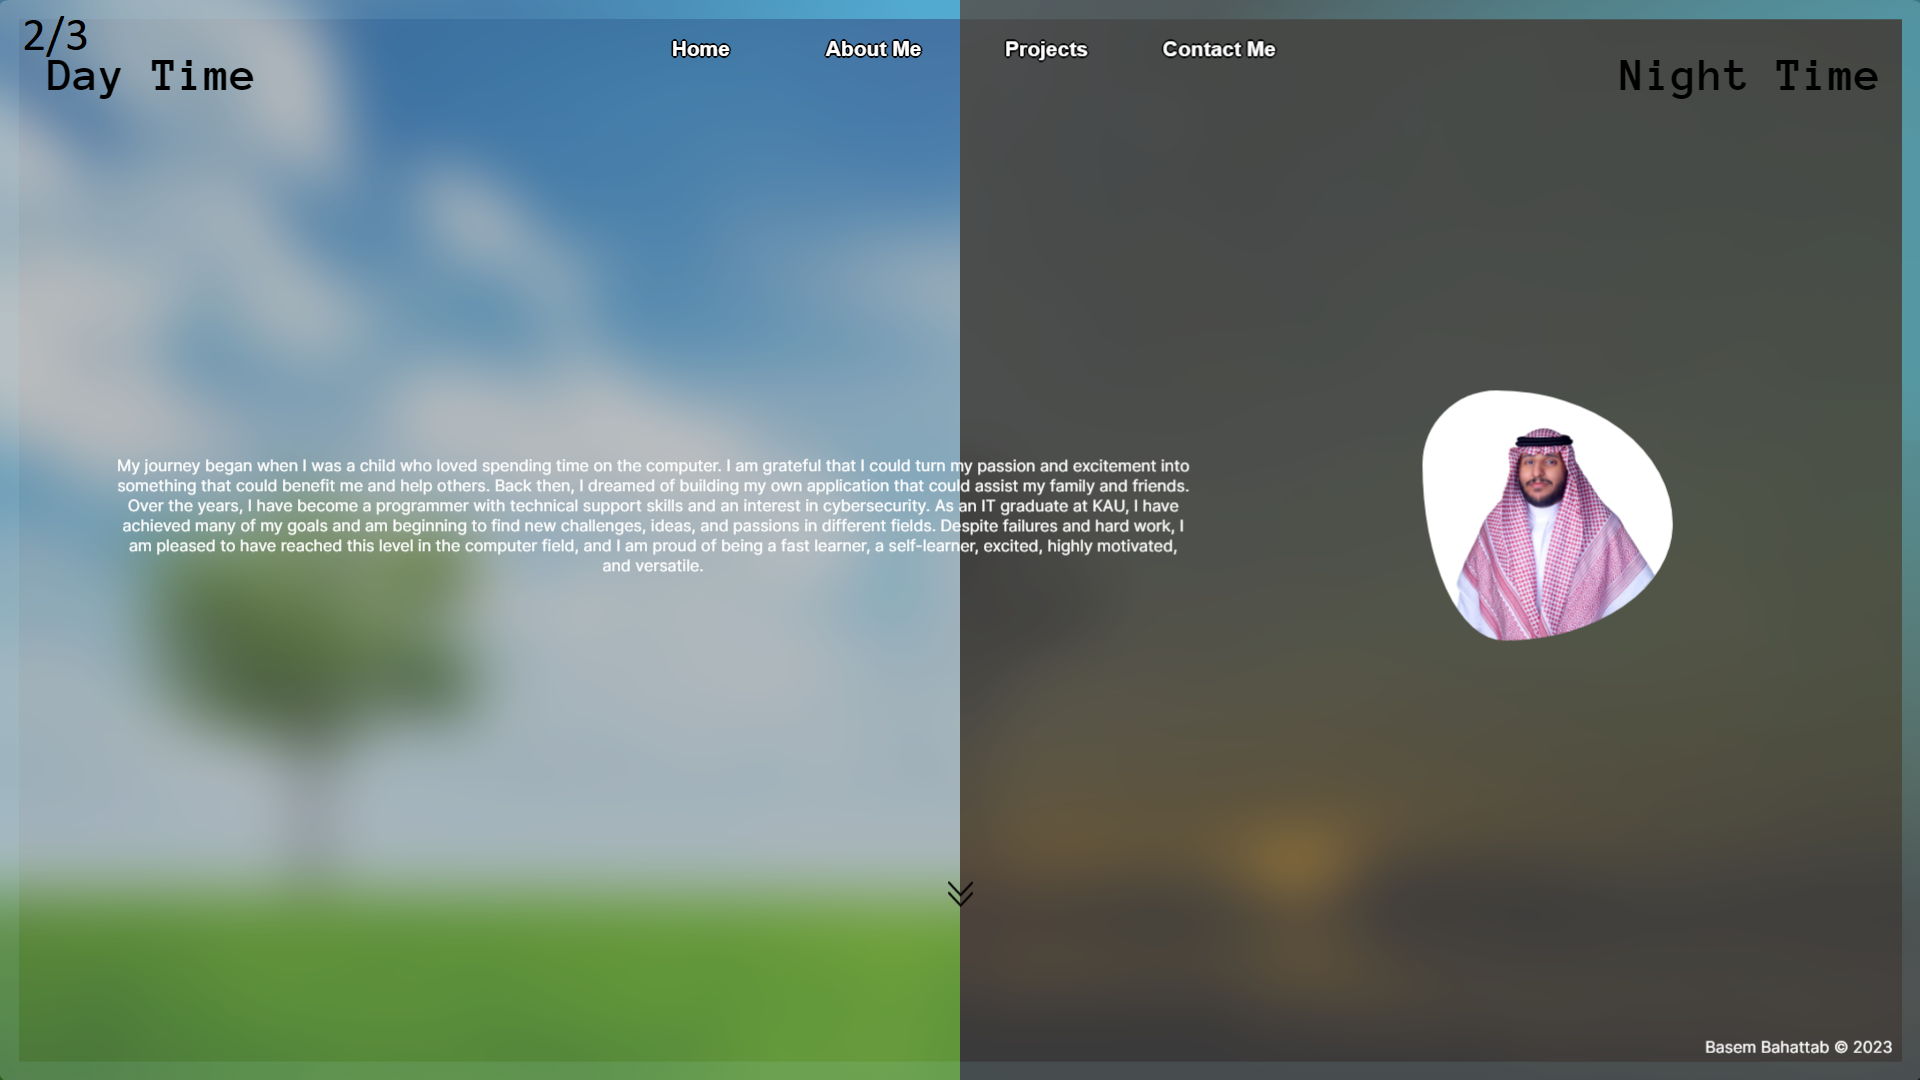 2/3
Day Time
Home
About Me
Projects
Contact Me
Night Time
My journey began when I was a child who loved spending time on the computer. I am grateful that I could turn my passion and excitement into
something that could benefit me and help others. Back then, I dreamed of building my own application that could assist my family and friends.
Over the years, I have become a programmer with technical support skills and an interest in cybersecurity. As an IT graduate at KAU, I have
achieved many of my goals and am beginning to find new challenges, ideas, and passions in different fields. Despite failures and hard work, I
am pleased to have reached this level in the computer field, and I am proud of being a fast learner, a self-learner, excited, highly motivated,
and versatile.
Basem Bahattab © 2023